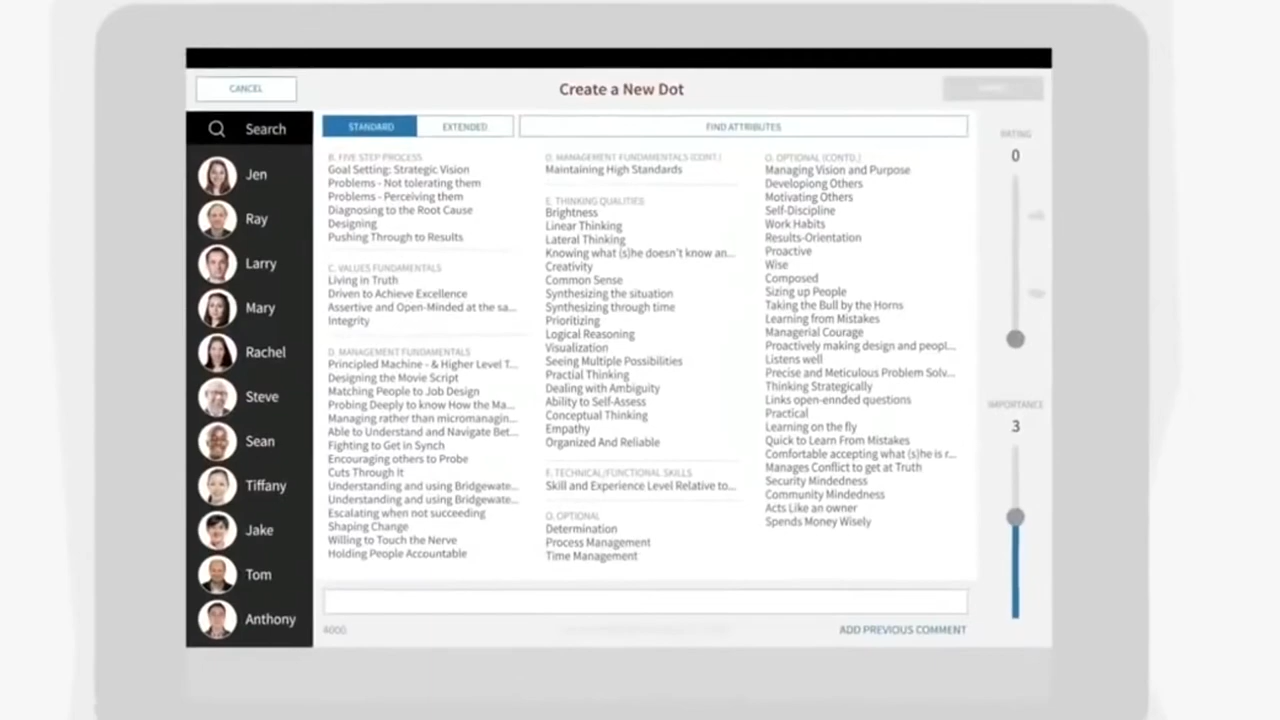 CANCEL
Create a New Dot
Search
Jen
Ray
Larry
Mary
Rachel
Steve
Sean
Tiffany
Jake
Tom
Anthony
STANDARD
EXTENDED
FIND ATTRIBUTES
B. FIVE STEP PROCESS
Goal Setting: Strategic Vision
Problems - Not tolerating them
Problems - Perceiving them
Diagnosing to the Root Cause
Designing
Pushing Through to Results
C. VALUES FUNDAMENTALS
Living in Truth
Driven to Achieve Excellence
Assertive and Open-Minded at the sa...
Integrity
D. MANAGEMENT FUNDAMENTALS
Principled Machine - & Higher Level T...
Designing the Movie Script
Matching People to Job Design
Probing Deeply to know How the Ma...
Managing rather than micromanagin...
Able to Understand and Navigate Bet...
Fighting to Get in Synch
Encouraging others to Probe
Cuts Through It
Understanding and using Bridgewate...
Understanding and using Bridgewate...
Escalating when not succeeding
Shaping Change
Willing to Touch the Nerve
Holding People Accountable
D. MANAGEMENT FUNDAMENTALS (CONT.)
Maintaining High Standards
E. THINKING QUALITIES
Brightness
Linear Thinking
Lateral Thinking
Knowing what (s)he doesn't know an...
Creativity
Common Sense
Synthesizing the situation
Synthesizing through time
Prioritizing
Logical Reasoning
Visualization
Seeing Multiple Possibilities
Practial Thinking
Dealing with Ambiguity
Ability to Self-Assess
Conceptual Thinking
Empathy
Organized And Reliable
F. TECHNICAL/FUNCTIONAL SKILLS
Skill and Experience Level Relative to...
O. OPTIONAL
Determination
Process Management
Time Management
O. OPTIONAL (CONTD.)
Managing Vision and Purpose
Developiong Others
Motivating Others
Self-Discipline
Work Habits
Results-Orientation
Proactive
Wise
Composed
Sizing up People
Taking the Bull by the Horns
Learning from Mistakes
Managerial Courage
Proactively making design and peopl...
Listens well
Precise and Meticulous Problem Solv...
Thinking Strategically
Links open-ennded questions
Practical
Learning on the fly
Quick to Learn From Mistakes
Comfortable accepting what (s)he is r...
Manages Conflict to get at Truth
Security Mindedness
Community Mindedness
Acts Like an owner
Spends Money Wisely
RATING
0
IMPORTANCE
3
4000
ADD PREVIOUS COMMENT